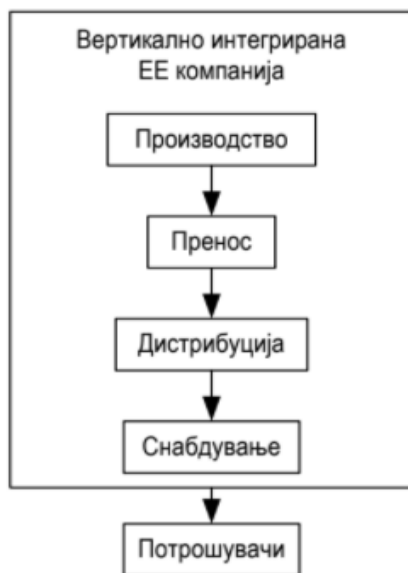 Вертикално интегрирана
ЕЕ компанија
Производство
Пренос
Дистрибуција
Снабдување
Потрошувачи